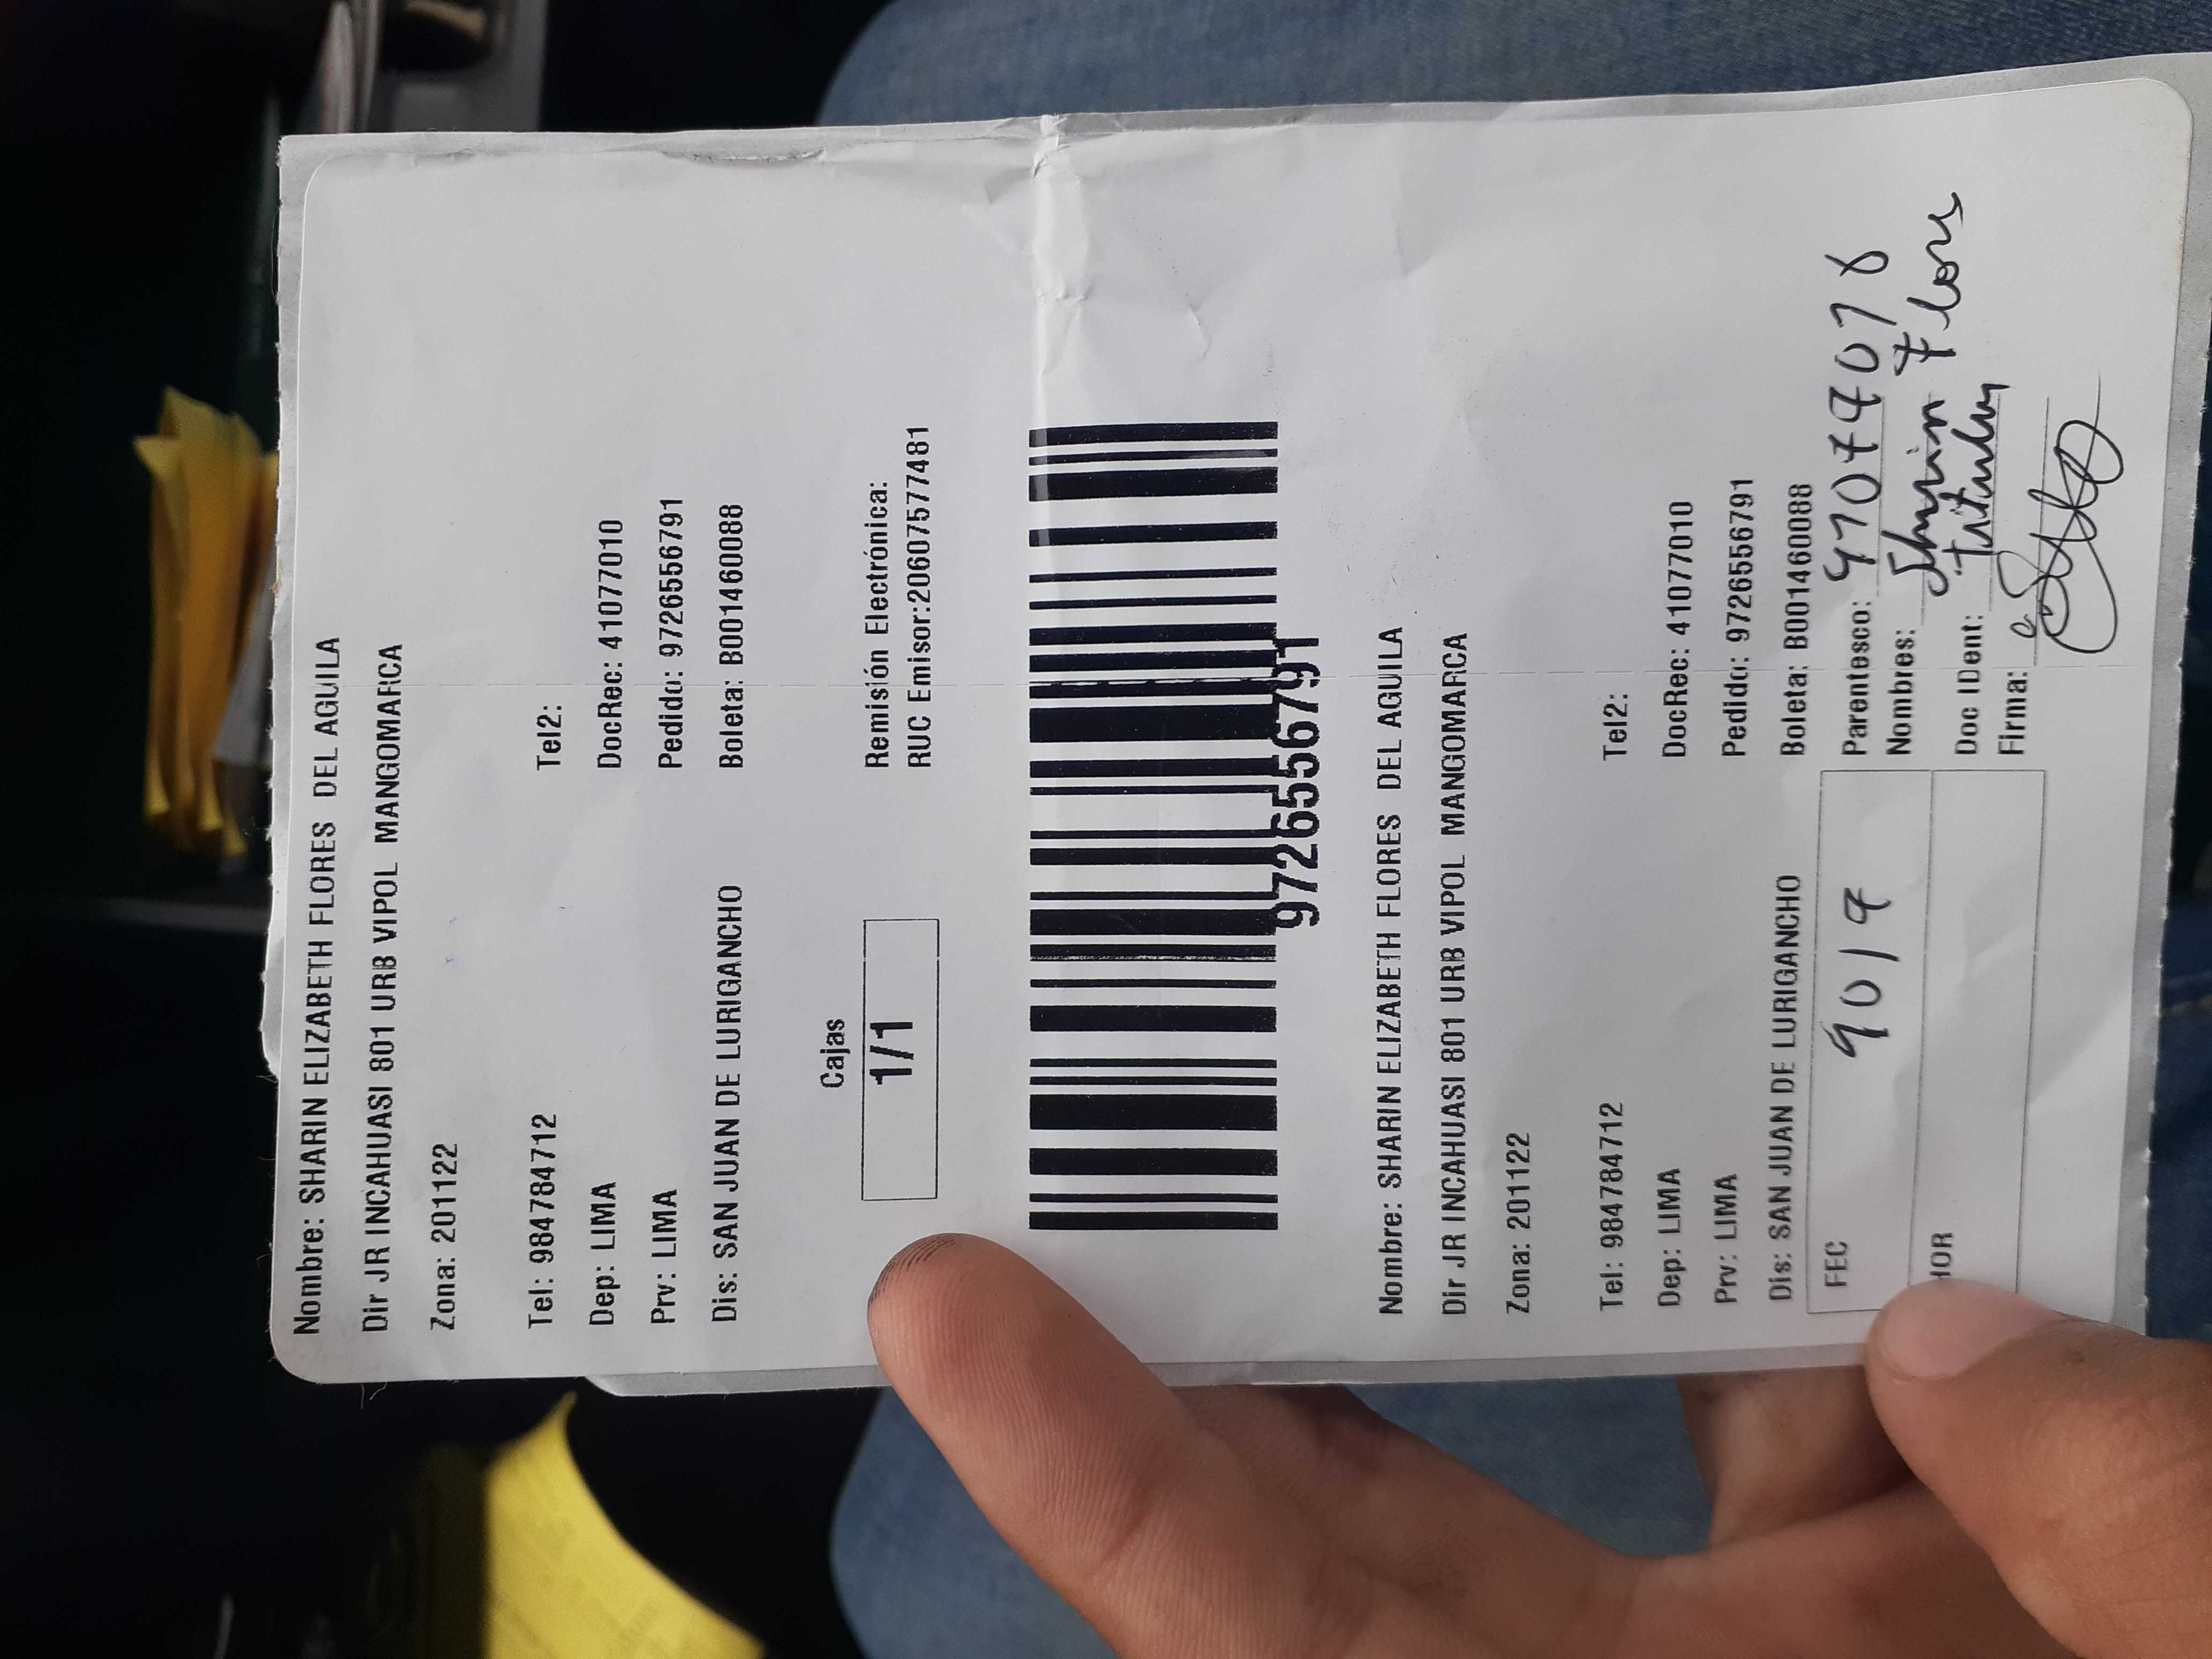 Nombre: SHARIN ELIZABETH FLORES DEL AGUILA
Dir JR INCAHUASI 801 URB VIPOL MANGOMARCA
Zona: 201122
Tel: 984784712 Tel2:
Dep: LIMA DocRec: 41077010
Prv: LIMA Pedido: 9726556791
Dis: SAN JUAN DE LURIGANCHO Boleta: B001460088
Cajas
1/1
Remisión Electrónica:
RUC Emisor:20607577481
9726556791
Nombre: SHARIN ELIZABETH FLORES DEL AGUILA
Dir JR INCAHUASI 801 URB VIPOL MANGOMARCA
Zona: 201122
Tel: 984784712 Tel2:
Dep: LIMA DocRec: 41077010
Prv: LIMA Pedido: 9726556791
Dis: SAN JUAN DE LURIGANCHO Boleta: B001460088
FEC Parentesco:
Nombres: Sharin Flores
HOR Doc IDent: Titular
Firma: